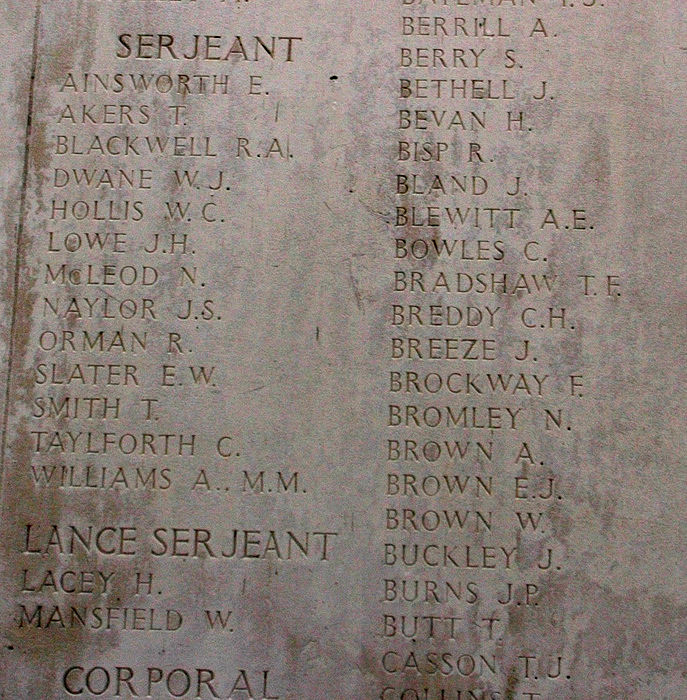 SERJEANT
AINSWORTH E.
AKERS T.
BLACKWELL R.A.
DWANE W.J.
HOLLIS W.C.
LOWE J.H.
McLEOD N.
NAYLOR J.S.
ORMAN R.
SLATER E.W.
SMITH T.
TAYLFORTH C.
WILLIAMS A., M.M.
LANCE SERJEANT
LACEY H.
MANSFIELD W.
CORPORAL
BATEMAN T.J.
BERRILL A.
BERRY S.
BETHELL J.
BEVAN H.
BISP R.
BLAND J.
BLEWITT A.E.
BOWLES C.
BRADSHAW T.F.
BREDDY C.H.
BREEZE J.
BROCKWAY F.
BROMLEY N.
BROWN A.
BROWN E.J.
BROWN W.
BUCKLEY J.
BURNS J.P.
BUTT T.
CASSON T.J.
COLLINS T.